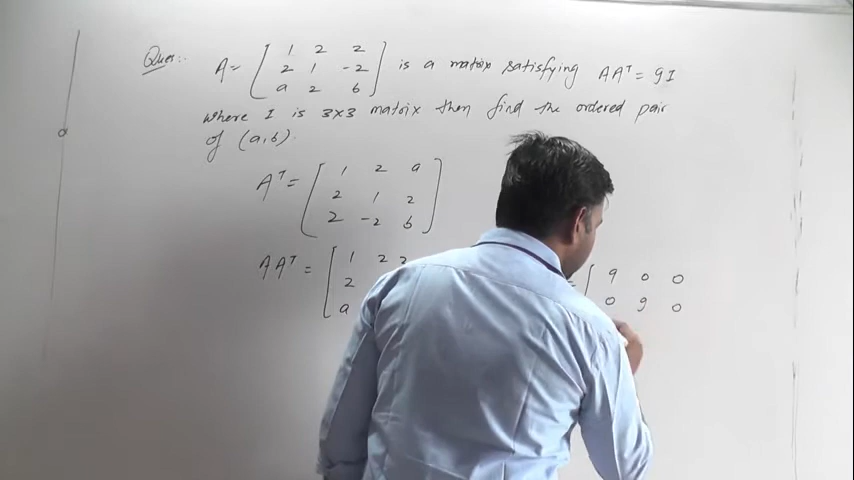 Ques:. A = [ 1 2 2
2 1 -2
a 2 b ] is a matrix satisfying AAᵀ = 9I
where I is 3x3 matrix then find the ordered pair
of (a,b).
Aᵀ = [ 1 2 a
2 1 2
2 -2 b ]
AAᵀ = [ 1 2 2 = [ 9 0 0
2 0 9 0
a